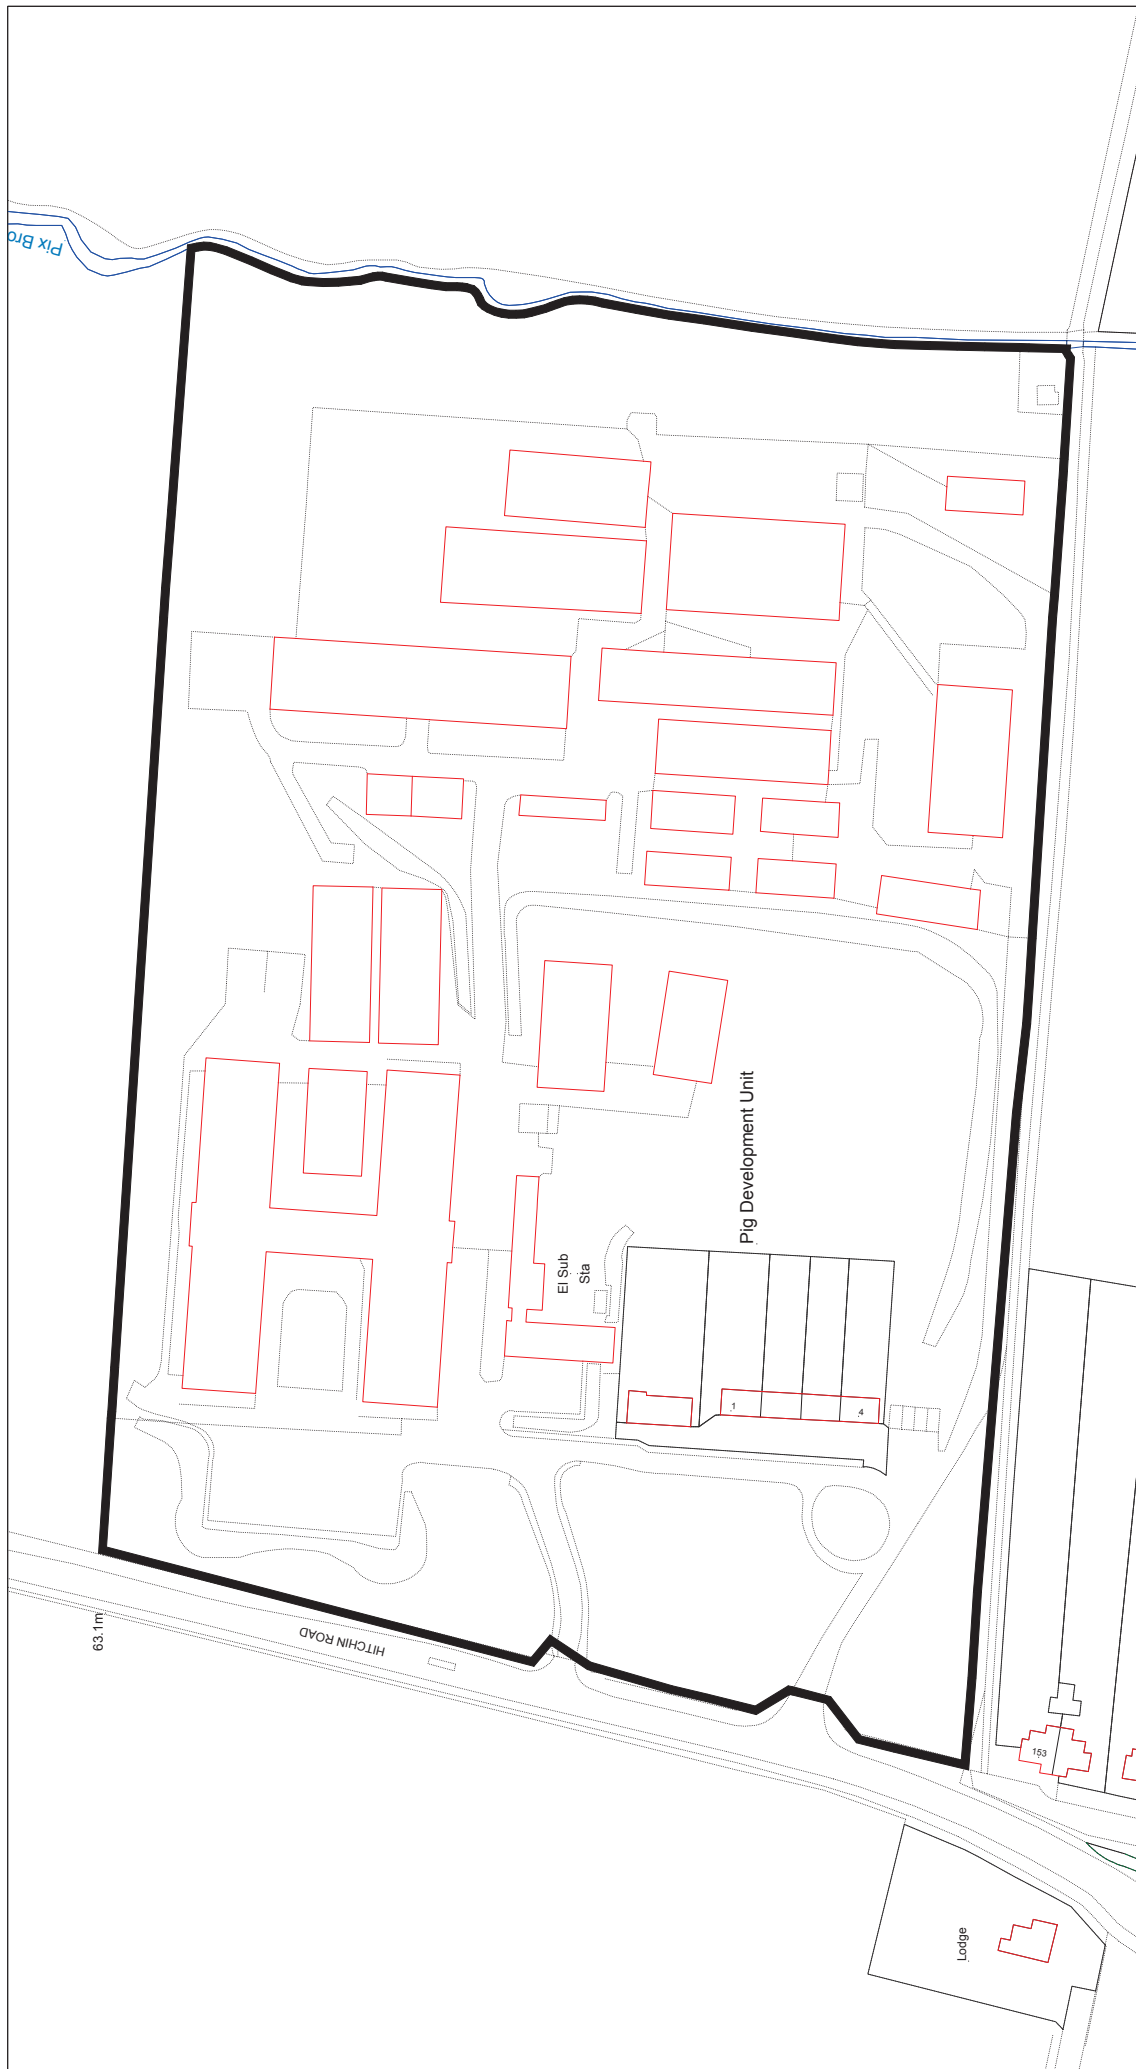 Pix Bro
Pig Development Unit
El Sub
Sta
1
4
HITCHIN ROAD
63.1m
153
Lodge